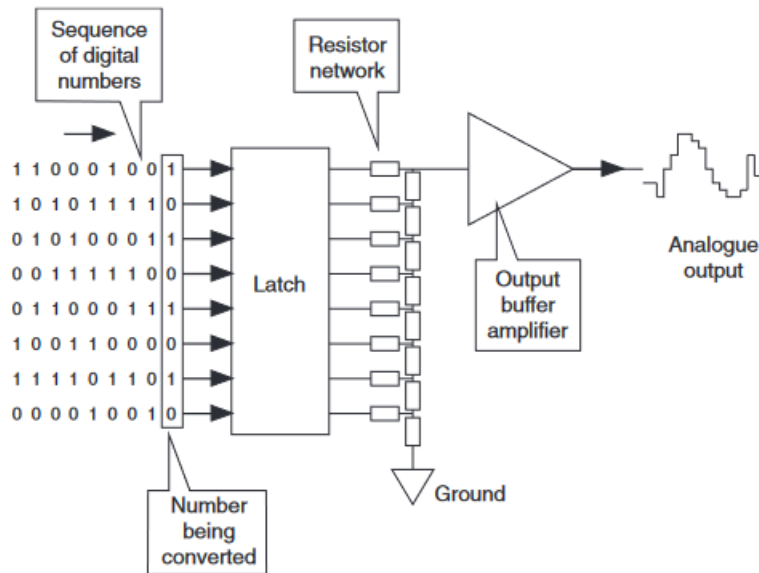 Sequence
of digital
numbers
Resistor
network
1 1 0 0 0 1 0 0 1
1 0 1 0 1 1 1 1 0
0 1 0 1 0 0 0 1 1
0 0 1 1 1 1 1 0 0
0 1 1 0 0 0 1 1 1
1 0 0 1 1 0 0 0 0
1 1 1 1 0 1 1 0 1
0 0 0 0 1 0 0 1 0
Latch
Output
buffer
amplifier
Analogue
output
Ground
Number
being
converted